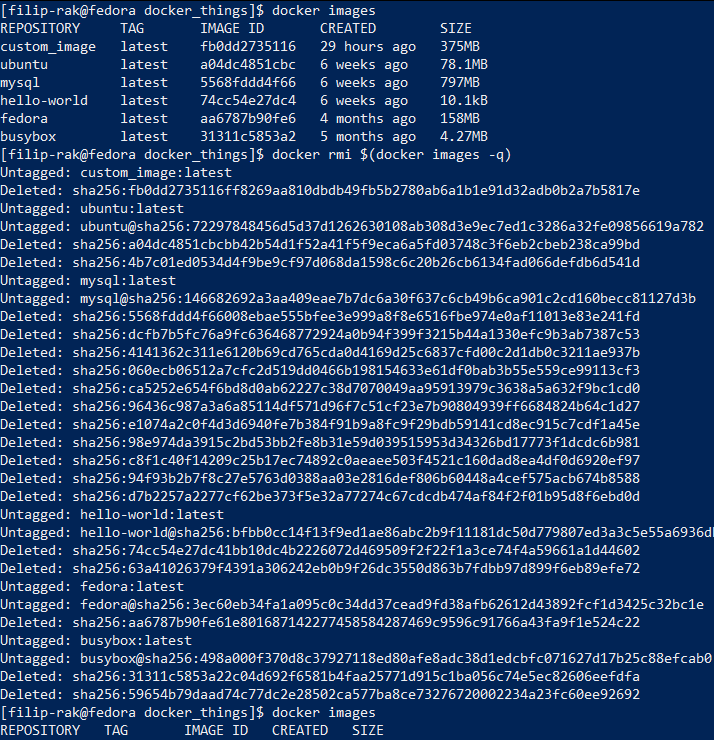 [filip-rak@fedora docker_things]$ docker images
REPOSITORY     TAG       IMAGE ID       CREATED        SIZE
custom_image   latest    fb0dd2735116   29 hours ago   375MB
ubuntu         latest    a04dc4851cbc   6 weeks ago    78.1MB
mysql          latest    5568fddd4f66   6 weeks ago    797MB
hello-world    latest    74cc54e27dc4   6 weeks ago    10.1kB
fedora         latest    aa6787b90fe6   4 months ago   158MB
busybox        latest    31311c5853a2   5 months ago   4.27MB
[filip-rak@fedora docker_things]$ docker rmi $(docker images -q)
Untagged: custom_image:latest
Deleted: sha256:fb0dd2735116ff8269aa810dbdb49fb5b2780ab6a1b1e91d32adb0b2a7b5817e
Untagged: ubuntu:latest
Untagged: ubuntu@sha256:72297848456d5d37d1262630108ab308d3e9ec7ed1c3286a32fe09856619a782
Deleted: sha256:a04dc4851cbcbb42b54d1f52a41f5f9eca6a5fd03748c3f6eb2cbeb238ca99bd
Deleted: sha256:4b7c01ed0534d4f9be9cf97d068da1598c6c20b26cb6134fad066defdb6d541d
Untagged: mysql:latest
Untagged: mysql@sha256:146682692a3aa409eae7b7dc6a30f637c6cb49b6ca901c2cd160becc81127d3b
Deleted: sha256:5568fddd4f66008ebae555bfee3e999a8f8e6516fbe974e0af11013e83e241fd
Deleted: sha256:dcfb7b5fc76a9fc636468772924a0b94f399f3215b44a1330efc9b3ab7387c53
Deleted: sha256:4141362c311e6120b69cd765cda0d4169d25c6837cfd00c2d1db0c3211ae937b
Deleted: sha256:060ecb06512a7cfc2d519dd0466b198154633e61df0bab3b55e559ce99113cf3
Deleted: sha256:ca5252e654f6bd8d0ab62227c38d7070049aa95913979c3638a5a632f9bc1cd0
Deleted: sha256:96436c987a3a6a85114df571d96f7c51cf23e7b90804939ff6684824b64c1d27
Deleted: sha256:e1074a2c0f4d3d6940fe7b384f91b9a8fc9f29bdb59141cd8ec915c7cdf1a45e
Deleted: sha256:98e974da3915c2bd53bb2fe8b31e59d039515953d34326bd17773f1dcdc6b981
Deleted: sha256:c8f1c40f14209c25b17ec74892c0aeaee503f4521c160dad8ea4df0d6920ef97
Deleted: sha256:94f93b2b7f8c27e5763d0388aa03e2816def806b60448a4cef575acb674b8588
Deleted: sha256:d7b2257a2277cf62be373f5e32a77274c67cdcdb474af84f2f01b95d8f6ebd0d
Untagged: hello-world:latest
Untagged: hello-world@sha256:bfbb0cc14f13f9ed1ae86abc2b9f11181dc50d779807ed3a3c5e55a6936d
Deleted: sha256:74cc54e27dc41bb10dc4b2226072d469509f2f22f1a3ce74f4a59661a1d44602
Deleted: sha256:63a41026379f4391a306242eb0b9f26dc3550d863b7fdbb97d899f6eb89efe72
Untagged: fedora:latest
Untagged: fedora@sha256:3ec60eb34fa1a095c0c34dd37cead9fd38afb62612d43892fcf1d3425c32bc1e
Deleted: sha256:aa6787b90fe61e801687142277458584287469c9596c91766a43fa9f1e524c22
Untagged: busybox:latest
Untagged: busybox@sha256:498a000f370d8c37927118ed80afe8adc38d1edcbfc071627d17b25c88efcab0
Deleted: sha256:31311c5853a22c04d692f6581b4faa25771d915c1ba056c74e5ec82606eefdfa
Deleted: sha256:59654b79daad74c77dc2e28502ca577ba8ce73276720002234a23fc60ee92692
[filip-rak@fedora docker_things]$ docker images
REPOSITORY   TAG       IMAGE ID   CREATED   SIZE